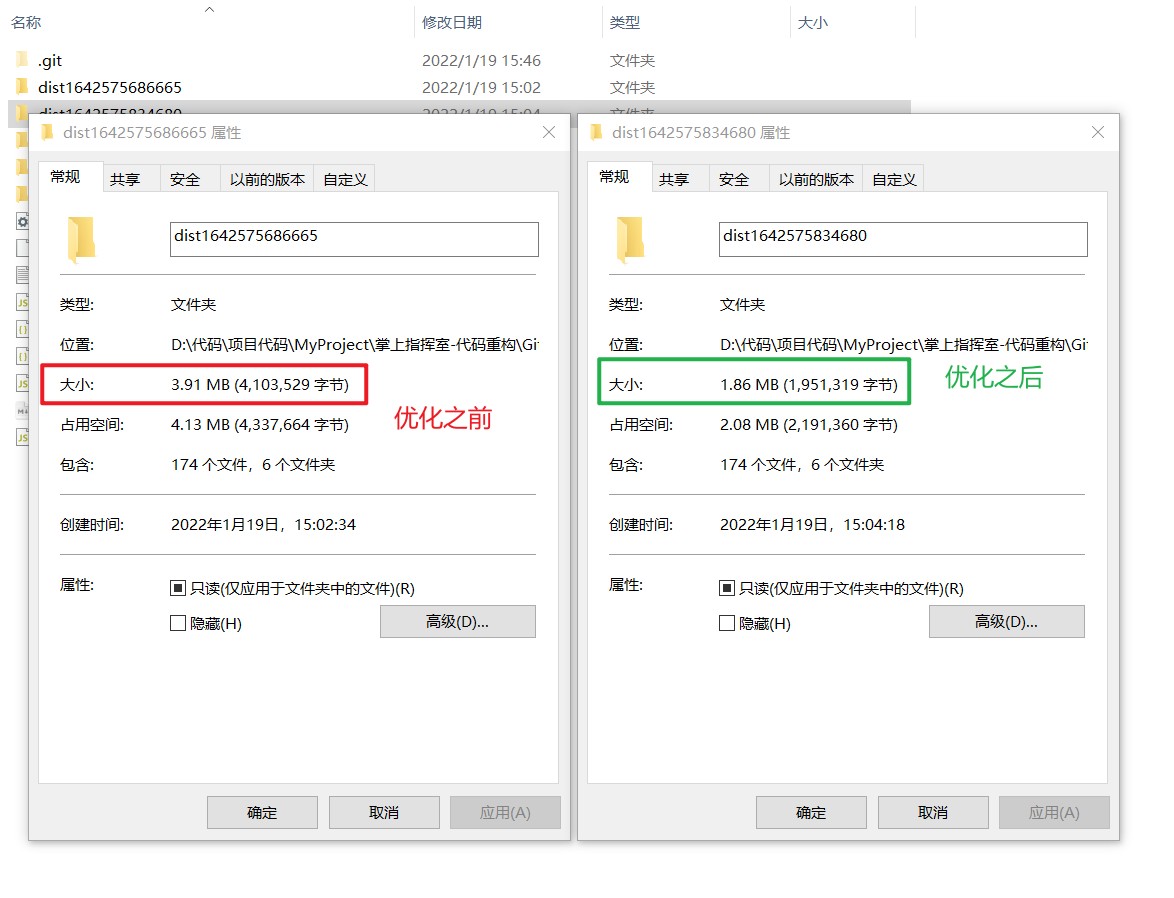 名称 修改日期 类型 大小
.git 2022/1/19 15:46 文件夹
dist1642575686665 2022/1/19 15:02 文件夹
dist1642575834680 2022/1/19 15:04 文件夹
dist1642575686665 属性
常规 共享 安全 以前的版本 自定义
dist1642575686665
类型: 文件夹
位置: D:\代码\项目代码\MyProject\掌上指挥室-代码重构\Git
大小: 3.91 MB (4,103,529 字节)
优化之前
占用空间: 4.13 MB (4,337,664 字节)
包含: 174 个文件，6 个文件夹
创建时间: 2022年1月19日，15:02:34
属性: 只读(仅应用于文件夹中的文件)(R)
隐藏(H) 高级(D)...
确定 取消 应用(A)
dist1642575834680 属性
常规 共享 安全 以前的版本 自定义
dist1642575834680
类型: 文件夹
位置: D:\代码\项目代码\MyProject\掌上指挥室-代码重构\Git
大小: 1.86 MB (1,951,319 字节)
优化之后
占用空间: 2.08 MB (2,191,360 字节)
包含: 174 个文件，6 个文件夹
创建时间: 2022年1月19日，15:04:18
属性: 只读(仅应用于文件夹中的文件)(R)
隐藏(H) 高级(D)...
确定 取消 应用(A)